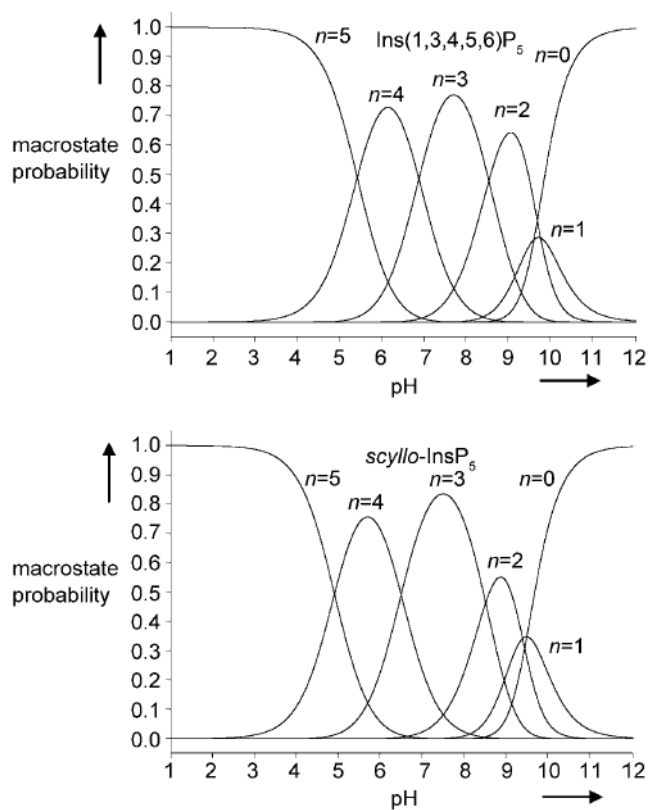 n=5
Ins(1,3,4,5,6)P5
n=0
n=4
n=3
n=2
n=1
macrostate
probability
1.0
0.9
0.8
0.7
0.6
0.5
0.4
0.3
0.2
0.1
0.0
1 2 3 4 5 6 7 8 9 10 11 12
pH
scyllo-InsP5
n=5
n=4
n=3
n=0
n=2
n=1
macrostate
probability
1.0
0.9
0.8
0.7
0.6
0.5
0.4
0.3
0.2
0.1
0.0
1 2 3 4 5 6 7 8 9 10 11 12
pH